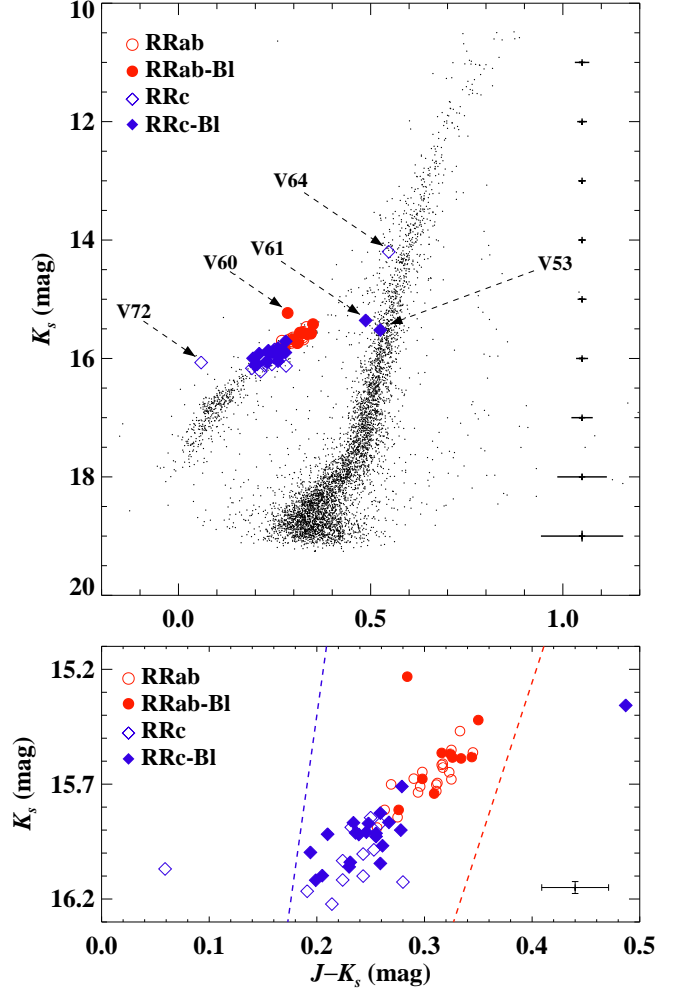 10
12
14
16
18
20
K_s (mag)
RRab
RRab-Bl
RRc
RRc-Bl
V64
V61
V60
V53
V72
0.0 0.5 1.0
15.2
15.7
16.2
K_s (mag)
RRab
RRab-Bl
RRc
RRc-Bl
0.0 0.1 0.2 0.3 0.4 0.5
J–K_s (mag)